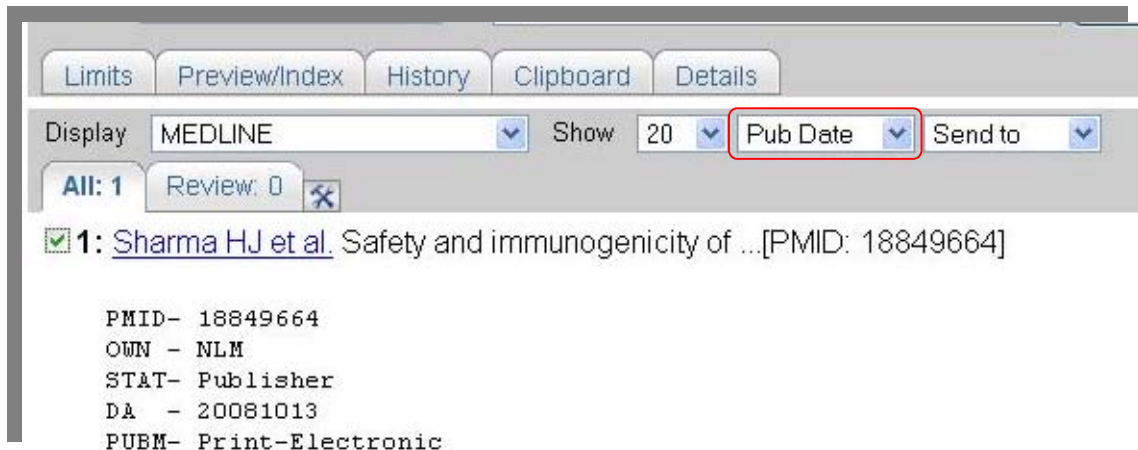 Limits Preview/Index History Clipboard Details
Display MEDLINE Show 20 Pub Date Send to
All: 1 Review: 0
1: Sharma HJ et al. Safety and immunogenicity of ...[PMID: 18849664]
PMID- 18849664
OWN - NLM
STAT- Publisher
DA - 20081013
PUBM- Print-Electronic